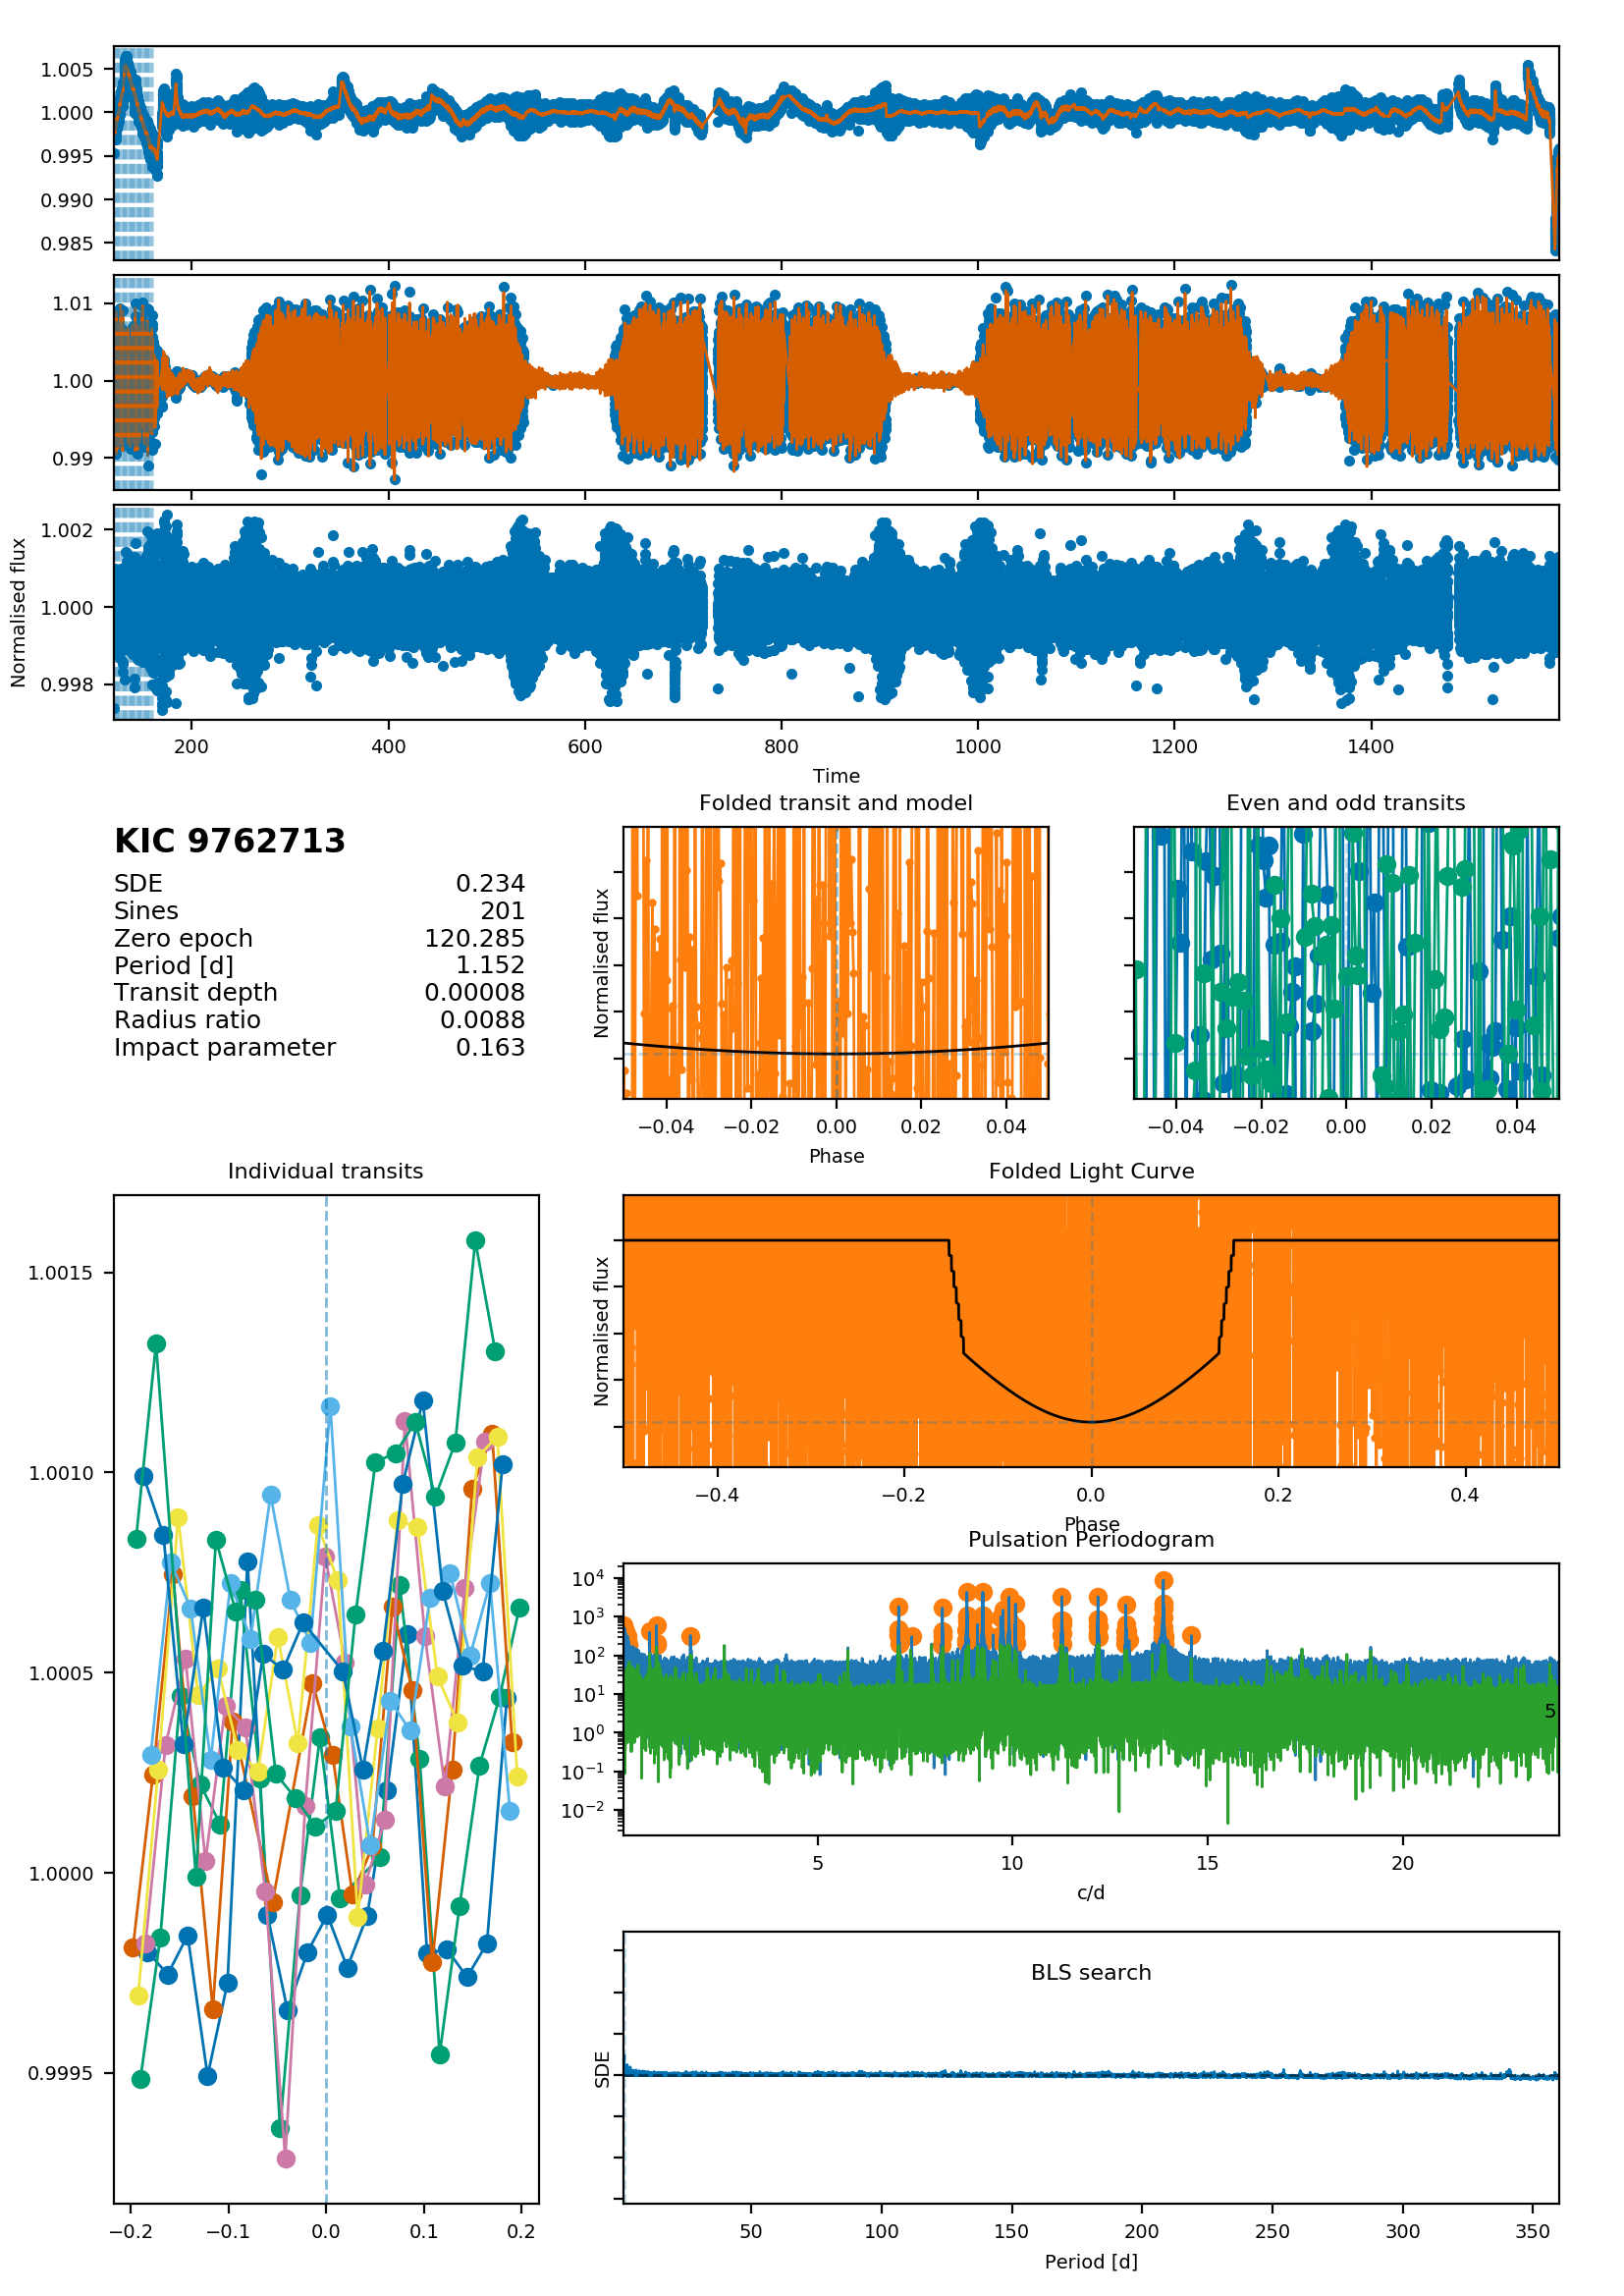 1.005
1.000
0.995
0.990
0.985
1.01
1.00
0.99
1.002
1.000
0.998
Normalised flux
200 400 600 800 1000 1200 1400
Time
KIC 9762713
SDE 0.234
Sines 201
Zero epoch 120.285
Period [d] 1.152
Transit depth 0.00008
Radius ratio 0.0088
Impact parameter 0.163
Folded transit and model
Normalised flux
−0.04 −0.02 0.00 0.02 0.04
Phase
Even and odd transits
−0.04 −0.02 0.00 0.02 0.04
Individual transits
1.0015
1.0010
1.0005
1.0000
0.9995
−0.2 −0.1 0.0 0.1 0.2
Folded Light Curve
Normalised flux
−0.4 −0.2 0.0 0.2 0.4
Phase
Pulsation Periodogram
10⁴
10³
10²
10¹
10⁰
10⁻¹
10⁻²
5
5 10 15 20
c/d
BLS search
SDE
50 100 150 200 250 300 350
Period [d]